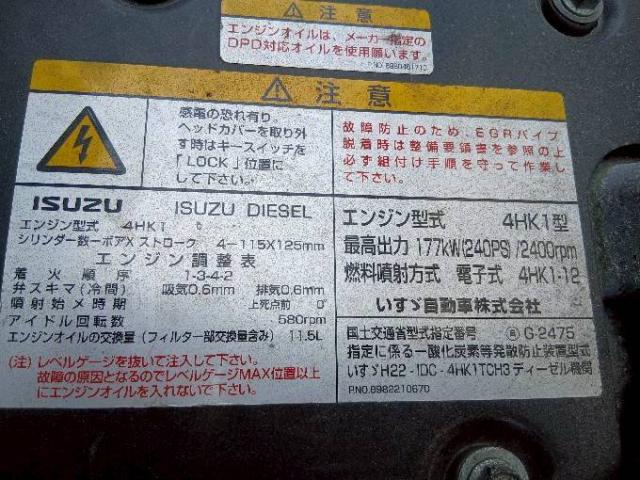 注意
エンジンオイルは、メーカー指定の
DPD対応オイルを使用願います。
注意
感電の恐れ有り。
ヘッドカバーを取り外
す時はキースイッチを
「LOCK」位置に
して下さい。
故障防止のため、EGRパイプ
脱着時は整備要領書を参照の上
必ず組付け手順を守って作業し
て下さい。
ISUZU ISUZU DIESEL
エンジン型式 4HK1
シリンダー数ーボアXストローク 4-115X125mm
エンジン調整表
着火順序 1-3-4-2
弁スキマ(冷間) 吸気0.6mm 排気0.6mm
噴射始メ時期 上死点前 0°
アイドル回転数 580rpm
エンジンオイルの交換量(フィルター部交換量含み) 11.5L
(注)レベルゲージを抜いて注入して下さい。
故障の原因となるのでレベルゲージMAX位置以上
にエンジンオイルを入れないで下さい。
エンジン型式 4HK1型
最高出力 177kW(240PS)/2400rpm
燃料噴射方式 電子式 4HK1-12
いすゞ自動車株式会社
国土交通省型式指定番号 G-2475
指定に係る一酸化炭素等発散防止装置型式
いすゞH22-IDC-4HK1TCH3ディーゼル機関
P.NO.8982210670